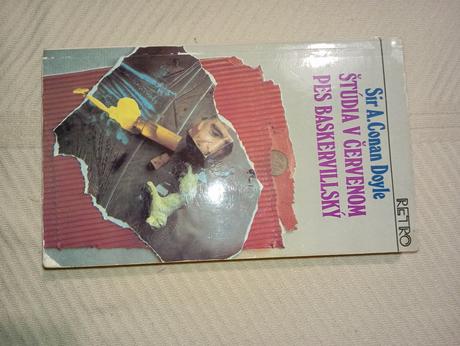 Sir A. Conan Doyle
ŠTÚDIA V ČERVENOM
PES BASKERVILLSKÝ
RETRO